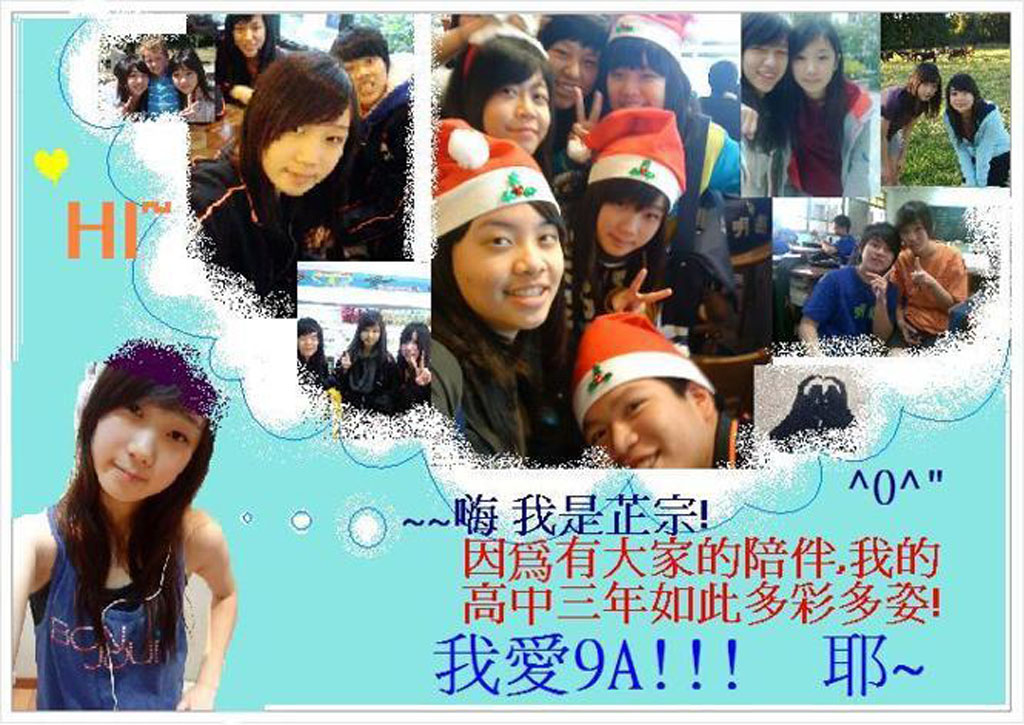 HI~
^0^"
~~嗨 我是芷宗!
因為有大家的陪伴,我的
高中三年如此多彩多姿!
我愛9A!!! 耶~